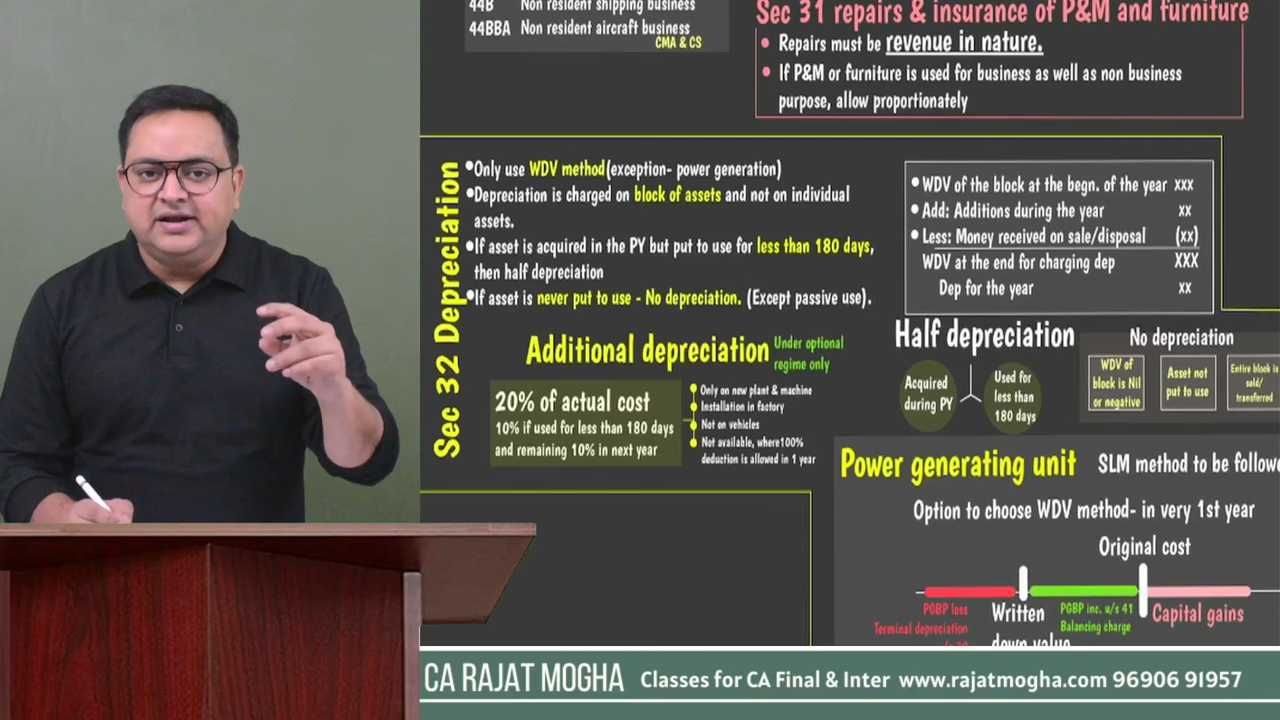 44B Non resident shipping business
44BBA Non resident aircraft business
CMA & CS
Sec 31 repairs & insurance of P&M and furniture
• Repairs must be revenue in nature.
• If P&M or furniture is used for business as well as non business
purpose, allow proportionately
Sec 32 Depreciation
•Only use WDV method(exception- power generation)
•Depreciation is charged on block of assets and not on individual
assets.
•If asset is acquired in the PY but put to use for less than 180 days,
then half depreciation
•If asset is never put to use - No depreciation. (Except passive use).
•WDV of the block at the begn. of the year xxx
•Add: Additions during the year xx
•Less: Money received on sale/disposal (xx)
WDV at the end for charging dep XXX
Dep for the year xx
Additional depreciation Under optional
regime only
20% of actual cost
10% if used for less than 180 days
and remaining 10% in next year
Only on new plant & machine
Installation in factory
Not on vehicles
Not available, where100%
deduction is allowed in 1 year
Half depreciation
Acquired
during PY
Used for
less than
180 days
No depreciation
WDV of
block is Nil
or negative
Asset not
put to use
Entire block is
sold/
transferred
Power generating unit SLM method to be
Option to choose WDV method- in very 1st year
Original cost
PGBP loss
Terminal depreciation
Written
down value
PGBP inc. u/s 41
Balancing charge
Capital gains
CA RAJAT MOGHA Classes for CA Final & Inter www.rajatmogha.com 96906 91957